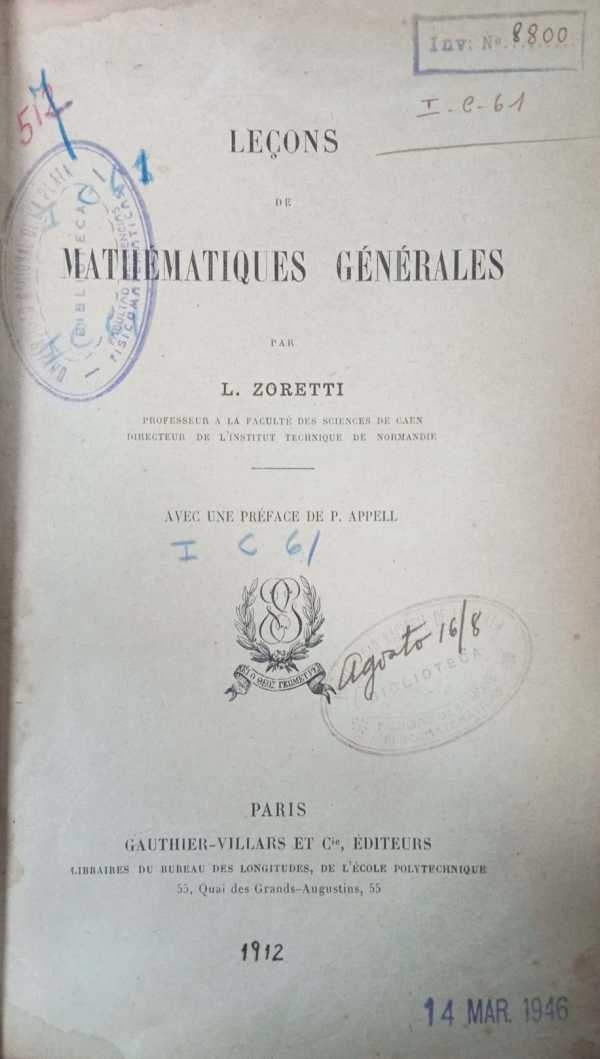 Inv: Nº 8800
I-C-61
517
LEÇONS
DE
MATHÉMATIQUES GÉNÉRALES
PAR
L. ZORETTI
PROFESSEUR A LA FACULTÉ DES SCIENCES DE CAEN
DIRECTEUR DE L'INSTITUT TECHNIQUE DE NORMANDIE
AVEC UNE PRÉFACE DE P. APPELL
I C 61
Agosto 16/8
BIBLIOTECA
PARIS
GAUTHIER-VILLARS ET Cie, ÉDITEURS
LIBRAIRES DU BUREAU DES LONGITUDES, DE L'ÉCOLE POLYTECHNIQUE
55, Quai des Grands-Augustins, 55
1912
14 MAR. 1946